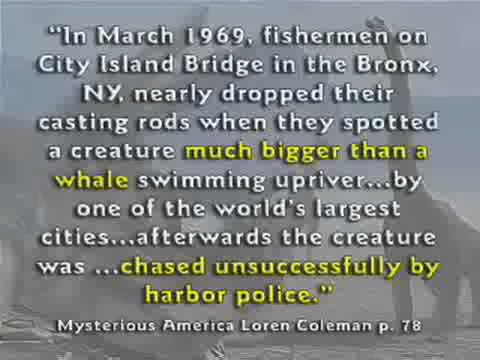 “In March 1969, fishermen on
City Island Bridge in the Bronx,
NY, nearly dropped their
casting rods when they spotted
a creature much bigger than a
whale swimming upriver...by
one of the world's largest
cities...afterwards the creature
was ...chased unsuccessfully by
harbor police.”
Mysterious America Loren Coleman p. 78